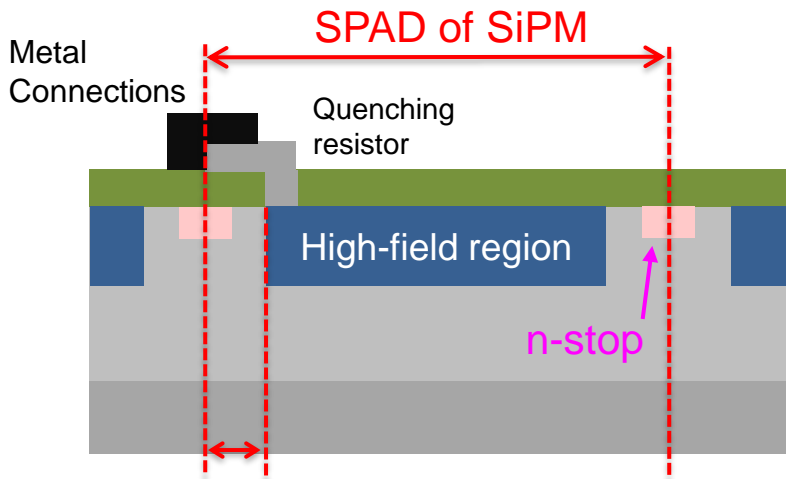 SPAD of SiPM
Metal
Connections
Quenching
resistor
High-field region
n-stop